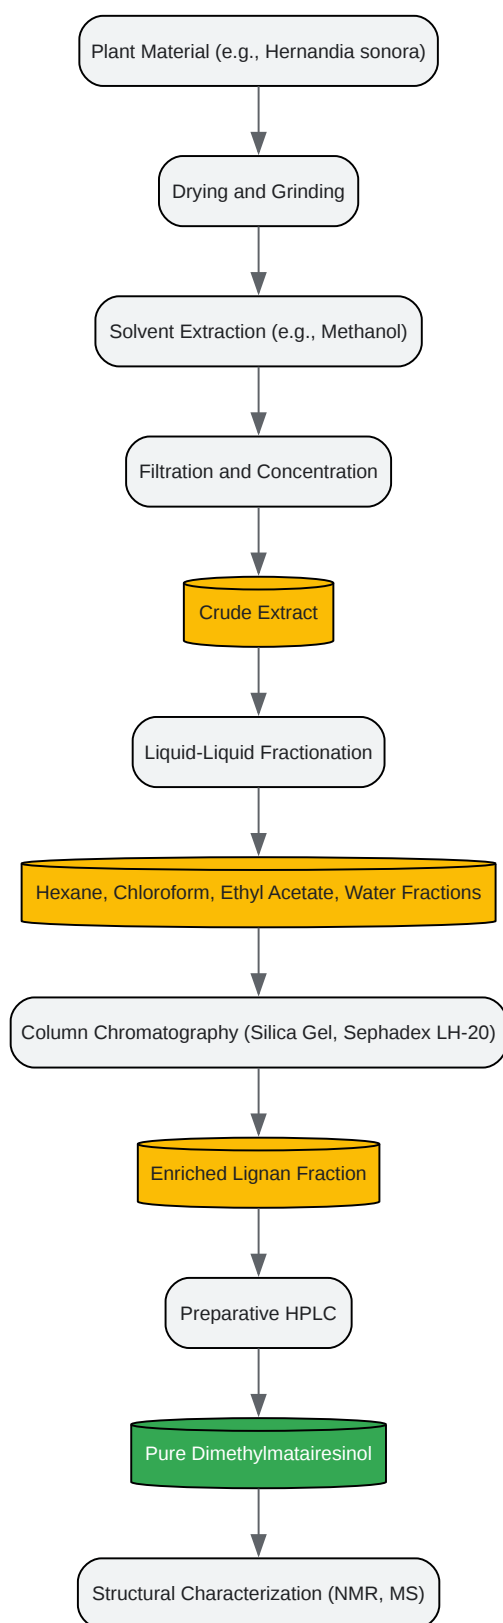 Plant Material (e.g., Hernandia sonora)
Drying and Grinding
Solvent Extraction (e.g., Methanol)
Filtration and Concentration
Crude Extract
Liquid-Liquid Fractionation
Hexane, Chloroform, Ethyl Acetate, Water Fractions
Column Chromatography (Silica Gel, Sephadex LH-20)
Enriched Lignan Fraction
Preparative HPLC
Pure Dimethylmatairesinol
Structural Characterization (NMR, MS)